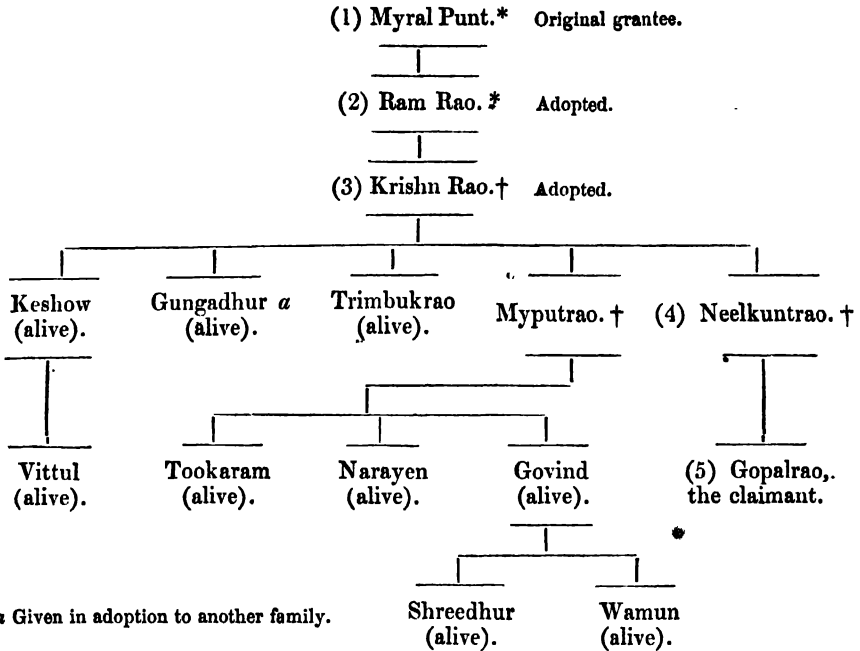 (1) Myral Punt.* Original grantee.
(2) Ram Rao.* Adopted.
(3) Krishn Rao.† Adopted.
Keshow Gungadhur a Trimbukrao Myputrao.† (4) Neelkuntrao.†
(alive). (alive). (alive).
Vittul Tookaram Narayen Govind (5) Gopalrao,.
(alive). (alive). (alive). (alive). the claimant.
a Given in adoption to another family.
Shreedhur Wamun
(alive). (alive).